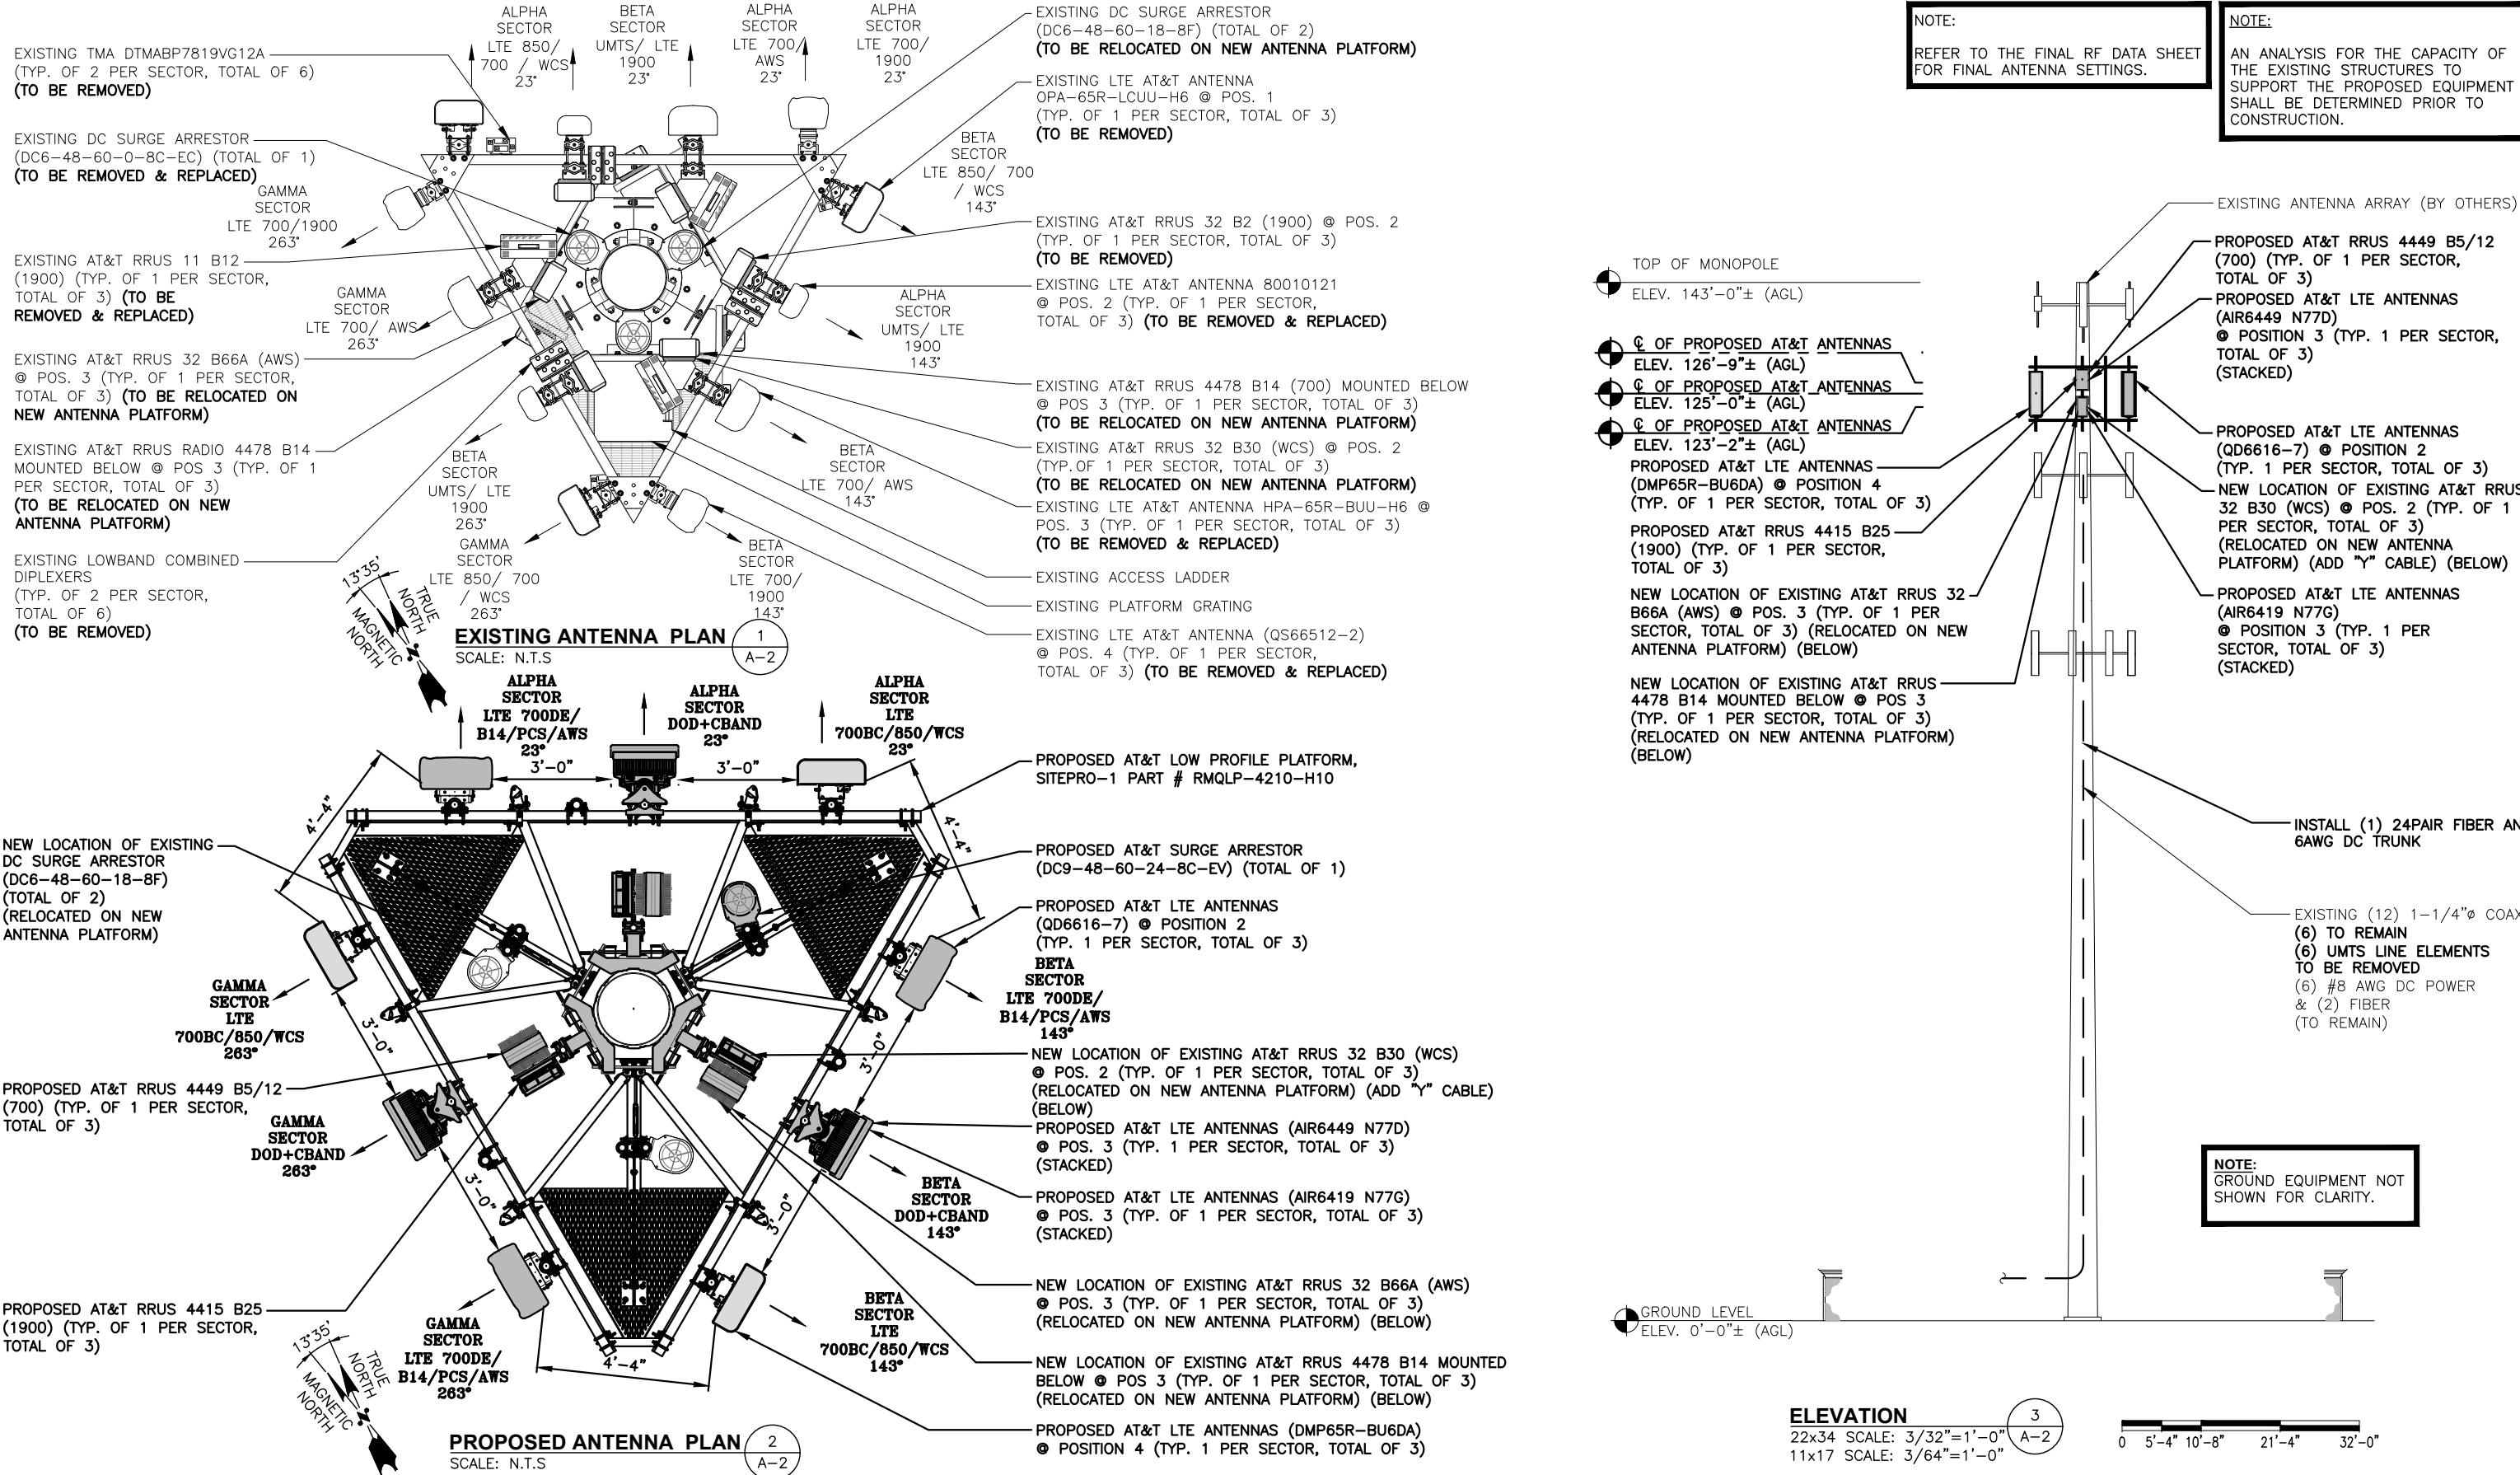 EXISTING TMA DTMABP7819VG12A
(TYP. OF 2 PER SECTOR, TOTAL OF 6)
(TO BE REMOVED)
EXISTING DC SURGE ARRESTOR
(DC6-48-60-0-8C-EC) (TOTAL OF 1)
(TO BE REMOVED & REPLACED)
GAMMA
SECTOR
LTE 700/1900
263°
EXISTING AT&T RRUS 11 B12
(1900) (TYP. OF 1 PER SECTOR,
TOTAL OF 3) (TO BE
REMOVED & REPLACED)
GAMMA
SECTOR
LTE 700/ AWS
263°
EXISTING AT&T RRUS 32 B66A (AWS)
@ POS. 3 (TYP. OF 1 PER SECTOR,
TOTAL OF 3) (TO BE RELOCATED ON
NEW ANTENNA PLATFORM)
EXISTING AT&T RRUS RADIO 4478 B14
MOUNTED BELOW @ POS 3 (TYP. OF 1
PER SECTOR, TOTAL OF 3)
(TO BE RELOCATED ON NEW
ANTENNA PLATFORM)
EXISTING LOWBAND COMBINED
DIPLEXERS
(TYP. OF 2 PER SECTOR,
TOTAL OF 6)
(TO BE REMOVED)
ALPHA
SECTOR
LTE 850/
700 / WCS
23°
BETA
SECTOR
UMTS/ LTE
1900
23°
ALPHA
SECTOR
LTE 700/
AWS
23°
ALPHA
SECTOR
LTE 700/
1900
23°
BETA
SECTOR
LTE 850/ 700
/ WCS
143°
ALPHA
SECTOR
UMTS/ LTE
1900
143°
BETA
SECTOR
LTE 700/ AWS
143°
BETA
SECTOR
UMTS/ LTE
1900
263°
GAMMA
SECTOR
LTE 850/ 700
/ WCS
263°
BETA
SECTOR
LTE 700/
1900
143°
EXISTING DC SURGE ARRESTOR
(DC6-48-60-18-8F) (TOTAL OF 2)
(TO BE RELOCATED ON NEW ANTENNA PLATFORM)
EXISTING LTE AT&T ANTENNA
OPA-65R-LCUU-H6 @ POS. 1
(TYP. OF 1 PER SECTOR, TOTAL OF 3)
(TO BE REMOVED)
EXISTING AT&T RRUS 32 B2 (1900) @ POS. 2
(TYP. OF 1 PER SECTOR, TOTAL OF 3)
(TO BE REMOVED)
EXISTING LTE AT&T ANTENNA 80010121
@ POS. 2 (TYP. OF 1 PER SECTOR,
TOTAL OF 3) (TO BE REMOVED & REPLACED)
EXISTING AT&T RRUS 4478 B14 (700) MOUNTED BELOW
@ POS 3 (TYP. OF 1 PER SECTOR, TOTAL OF 3)
(TO BE RELOCATED ON NEW ANTENNA PLATFORM)
EXISTING AT&T RRUS 32 B30 (WCS) @ POS. 2
(TYP.OF 1 PER SECTOR, TOTAL OF 3)
(TO BE RELOCATED ON NEW ANTENNA PLATFORM)
EXISTING LTE AT&T ANTENNA HPA-65R-BUU-H6 @
POS. 3 (TYP. OF 1 PER SECTOR, TOTAL OF 3)
(TO BE REMOVED & REPLACED)
EXISTING ACCESS LADDER
EXISTING PLATFORM GRATING
EXISTING LTE AT&T ANTENNA (QS66512-2)
@ POS. 4 (TYP. OF 1 PER SECTOR,
TOTAL OF 3) (TO BE REMOVED & REPLACED)
13°35'
TRUE
NORTH
MAGNETIC
NORTH
EXISTING ANTENNA PLAN
SCALE: N.T.S
1
A-2
ALPHA
SECTOR
LTE 700DE/
B14/PCS/AWS
23°
ALPHA
SECTOR
DOD+CBAND
23°
ALPHA
SECTOR
LTE
700BC/850/WCS
23°
3'-0"
3'-0"
4'-4"
4'-4"
NEW LOCATION OF EXISTING
DC SURGE ARRESTOR
(DC6-48-60-18-8F)
(TOTAL OF 2)
(RELOCATED ON NEW
ANTENNA PLATFORM)
GAMMA
SECTOR
LTE
700BC/850/WCS
263°
3'-0"
PROPOSED AT&T RRUS 4449 B5/12
(700) (TYP. OF 1 PER SECTOR,
TOTAL OF 3)
GAMMA
SECTOR
DOD+CBAND
263°
3'-0"
PROPOSED AT&T RRUS 4415 B25
(1900) (TYP. OF 1 PER SECTOR,
TOTAL OF 3)
GAMMA
SECTOR
LTE 700DE/
B14/PCS/AWS
263°
4'-4"
BETA
SECTOR
LTE 700DE/
B14/PCS/AWS
143°
3'-0"
BETA
SECTOR
DOD+CBAND
143°
3'-0"
BETA
SECTOR
LTE
700BC/850/WCS
143°
PROPOSED AT&T LOW PROFILE PLATFORM,
SITEPRO-1 PART # RMQLP-4210-H10
PROPOSED AT&T SURGE ARRESTOR
(DC9-48-60-24-8C-EV) (TOTAL OF 1)
PROPOSED AT&T LTE ANTENNAS
(QD6616-7) @ POSITION 2
(TYP. 1 PER SECTOR, TOTAL OF 3)
NEW LOCATION OF EXISTING AT&T RRUS 32 B30 (WCS)
@ POS. 2 (TYP. OF 1 PER SECTOR, TOTAL OF 3)
(RELOCATED ON NEW ANTENNA PLATFORM) (ADD "Y" CABLE)
(BELOW)
PROPOSED AT&T LTE ANTENNAS (AIR6449 N77D)
@ POS. 3 (TYP. 1 PER SECTOR, TOTAL OF 3)
(STACKED)
PROPOSED AT&T LTE ANTENNAS (AIR6419 N77G)
@ POS. 3 (TYP. OF 1 PER SECTOR, TOTAL OF 3)
(STACKED)
NEW LOCATION OF EXISTING AT&T RRUS 32 B66A (AWS)
@ POS. 3 (TYP. OF 1 PER SECTOR, TOTAL OF 3)
(RELOCATED ON NEW ANTENNA PLATFORM) (BELOW)
NEW LOCATION OF EXISTING AT&T RRUS 4478 B14 MOUNTED
BELOW @ POS 3 (TYP. OF 1 PER SECTOR, TOTAL OF 3)
(RELOCATED ON NEW ANTENNA PLATFORM) (BELOW)
PROPOSED AT&T LTE ANTENNAS (DMP65R-BU6DA)
@ POSITION 4 (TYP. 1 PER SECTOR, TOTAL OF 3)
13°35'
TRUE
NORTH
MAGNETIC
NORTH
PROPOSED ANTENNA PLAN
SCALE: N.T.S
2
A-2
NOTE:
REFER TO THE FINAL RF DATA SHEET
FOR FINAL ANTENNA SETTINGS.
NOTE:
AN ANALYSIS FOR THE CAPACITY OF
THE EXISTING STRUCTURES TO
SUPPORT THE PROPOSED EQUIPMENT
SHALL BE DETERMINED PRIOR TO
CONSTRUCTION.
TOP OF MONOPOLE
ELEV. 143'-0"± (AGL)
℄ OF PROPOSED AT&T ANTENNAS
ELEV. 126'-9"± (AGL)
℄ OF PROPOSED AT&T ANTENNAS
ELEV. 125'-0"± (AGL)
℄ OF PROPOSED AT&T ANTENNAS
ELEV. 123'-2"± (AGL)
PROPOSED AT&T LTE ANTENNAS
(DMP65R-BU6DA) @ POSITION 4
(TYP. OF 1 PER SECTOR, TOTAL OF 3)
PROPOSED AT&T RRUS 4415 B25
(1900) (TYP. OF 1 PER SECTOR,
TOTAL OF 3)
NEW LOCATION OF EXISTING AT&T RRUS 32
B66A (AWS) @ POS. 3 (TYP. OF 1 PER
SECTOR, TOTAL OF 3) (RELOCATED ON NEW
ANTENNA PLATFORM) (BELOW)
NEW LOCATION OF EXISTING AT&T RRUS
4478 B14 MOUNTED BELOW @ POS 3
(TYP. OF 1 PER SECTOR, TOTAL OF 3)
(RELOCATED ON NEW ANTENNA PLATFORM)
(BELOW)
EXISTING ANTENNA ARRAY (BY OTHERS)
PROPOSED AT&T RRUS 4449 B5/12
(700) (TYP. OF 1 PER SECTOR,
TOTAL OF 3)
PROPOSED AT&T LTE ANTENNAS
(AIR6449 N77D)
@ POSITION 3 (TYP. 1 PER SECTOR,
TOTAL OF 3)
(STACKED)
PROPOSED AT&T LTE ANTENNAS
(QD6616-7) @ POSITION 2
(TYP. 1 PER SECTOR, TOTAL OF 3)
NEW LOCATION OF EXISTING AT&T RRUS
32 B30 (WCS) @ POS. 2 (TYP. OF 1
PER SECTOR, TOTAL OF 3)
(RELOCATED ON NEW ANTENNA
PLATFORM) (ADD "Y" CABLE) (BELOW)
PROPOSED AT&T LTE ANTENNAS
(AIR6419 N77G)
@ POSITION 3 (TYP. 1 PER
SECTOR, TOTAL OF 3)
(STACKED)
INSTALL (1) 24PAIR FIBER
6AWG DC TRUNK
EXISTING (12) 1-1/4"ø COAX
(6) TO REMAIN
(6) UMTS LINE ELEMENTS
TO BE REMOVED
(6) #8 AWG DC POWER
& (2) FIBER
(TO REMAIN)
NOTE:
GROUND EQUIPMENT NOT
SHOWN FOR CLARITY.
GROUND LEVEL
ELEV. 0'-0"± (AGL)
ELEVATION
22x34 SCALE: 3/32"=1'-0"
11x17 SCALE: 3/64"=1'-0"
3
A-2
0 5'-4" 10'-8" 21'-4" 32'-0"